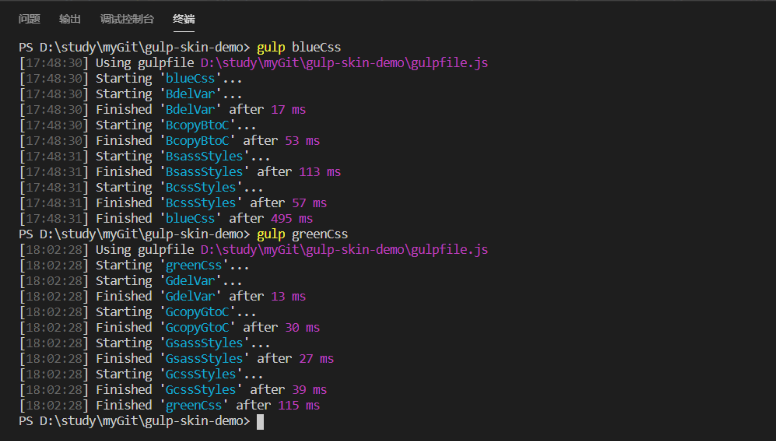 问题 输出 调试控制台 终端
PS D:\study\myGit\gulp-skin-demo> gulp blueCss
[17:48:30] Using gulpfile D:\study\myGit\gulp-skin-demo\gulpfile.js
[17:48:30] Starting 'blueCss'...
[17:48:30] Starting 'BdelVar'...
[17:48:30] Finished 'BdelVar' after 17 ms
[17:48:30] Starting 'BcopyBtoC'...
[17:48:30] Finished 'BcopyBtoC' after 53 ms
[17:48:31] Starting 'BsassStyles'...
[17:48:31] Finished 'BsassStyles' after 113 ms
[17:48:31] Starting 'BcssStyles'...
[17:48:31] Finished 'BcssStyles' after 57 ms
[17:48:31] Finished 'blueCss' after 495 ms
PS D:\study\myGit\gulp-skin-demo> gulp greenCss
[18:02:28] Using gulpfile D:\study\myGit\gulp-skin-demo\gulpfile.js
[18:02:28] Starting 'greenCss'...
[18:02:28] Starting 'GdelVar'...
[18:02:28] Finished 'GdelVar' after 13 ms
[18:02:28] Starting 'GcopyGtoC'...
[18:02:28] Finished 'GcopyGtoC' after 30 ms
[18:02:28] Starting 'GsassStyles'...
[18:02:28] Finished 'GsassStyles' after 27 ms
[18:02:28] Starting 'GcssStyles'...
[18:02:28] Finished 'GcssStyles' after 39 ms
[18:02:28] Finished 'greenCss' after 115 ms
PS D:\study\myGit\gulp-skin-demo>